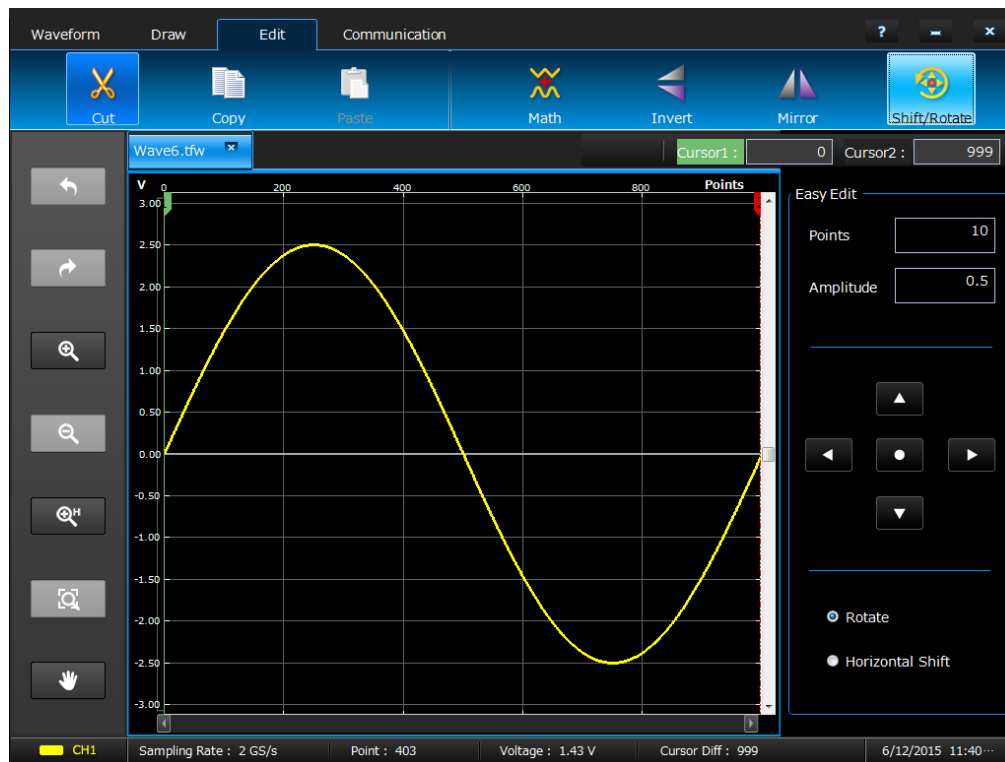 Waveform Draw Edit Communication ? – x
Cut Copy Paste Math Invert Mirror Shift/Rotate
Wave6.tfw x Cursor1 : 0 Cursor2 : 999
V 0 200 400 600 800 Points
3.00
2.50
2.00
1.50
1.00
0.50
0.00
-0.50
-1.00
-1.50
-2.00
-2.50
-3.00
H
Easy Edit
Points 10
Amplitude 0.5
Rotate
Horizontal Shift
CH1 Sampling Rate : 2 GS/s Point : 403 Voltage : 1.43 V Cursor Diff : 999 6/12/2015 11:40···